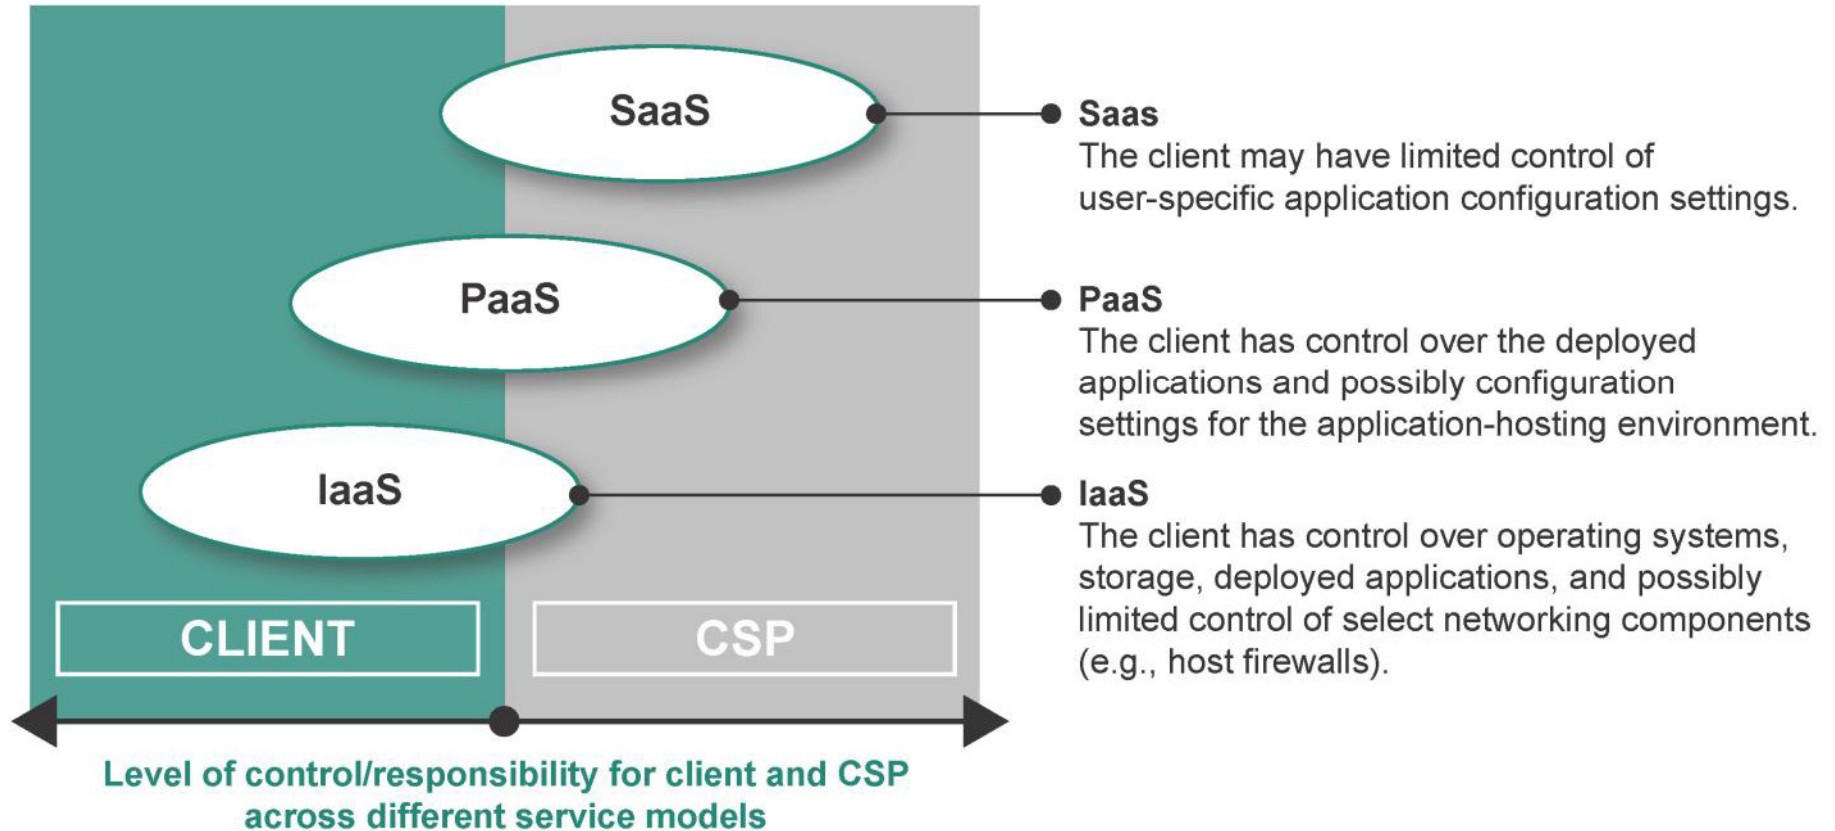 SaaS
PaaS
IaaS
CLIENT
CSP
Level of control/responsibility for client and CSP
across different service models
Saas
The client may have limited control of
user-specific application configuration settings.
PaaS
The client has control over the deployed
applications and possibly configuration
settings for the application-hosting environment.
IaaS
The client has control over operating systems,
storage, deployed applications, and possibly
limited control of select networking components
(e.g., host firewalls).